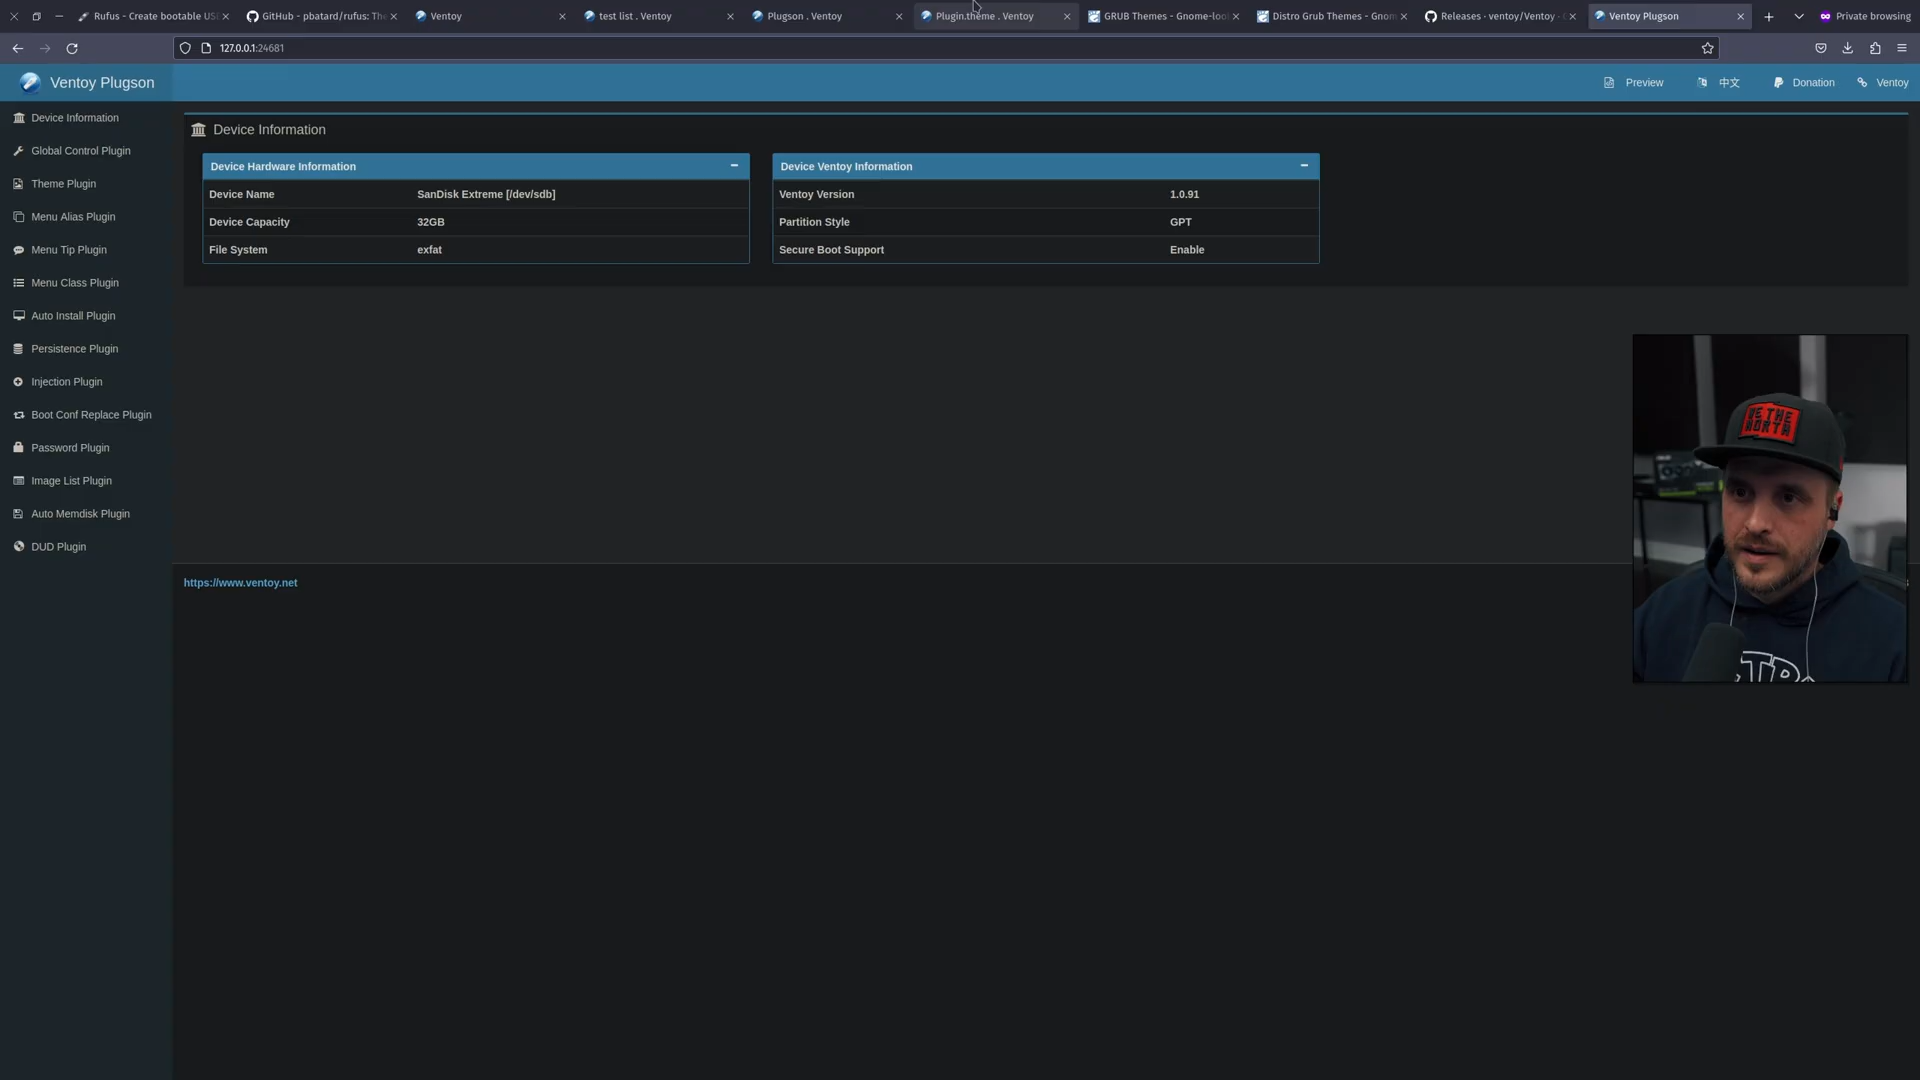 Rufus - Create bootable US
GitHub - pbatard/rufus: The
Ventoy
test list . Ventoy
Plugson . Ventoy
Plugin.theme . Ventoy
GRUB Themes - Gnome-loo
Distro Grub Themes - Gnom
Releases · ventoy/Ventoy ·
Ventoy Plugson
Private browsing
127.0.0.1:24681
Ventoy Plugson
Preview
中文
Donation
Ventoy
Device Information
Global Control Plugin
Theme Plugin
Menu Alias Plugin
Menu Tip Plugin
Menu Class Plugin
Auto Install Plugin
Persistence Plugin
Injection Plugin
Boot Conf Replace Plugin
Password Plugin
Image List Plugin
Auto Memdisk Plugin
DUD Plugin
Device Information
Device Hardware Information
Device Name SanDisk Extreme [/dev/sdb]
Device Capacity 32GB
File System exfat
Device Ventoy Information
Ventoy Version 1.0.91
Partition Style GPT
Secure Boot Support Enable
https://www.ventoy.net
WE THE
NORTH